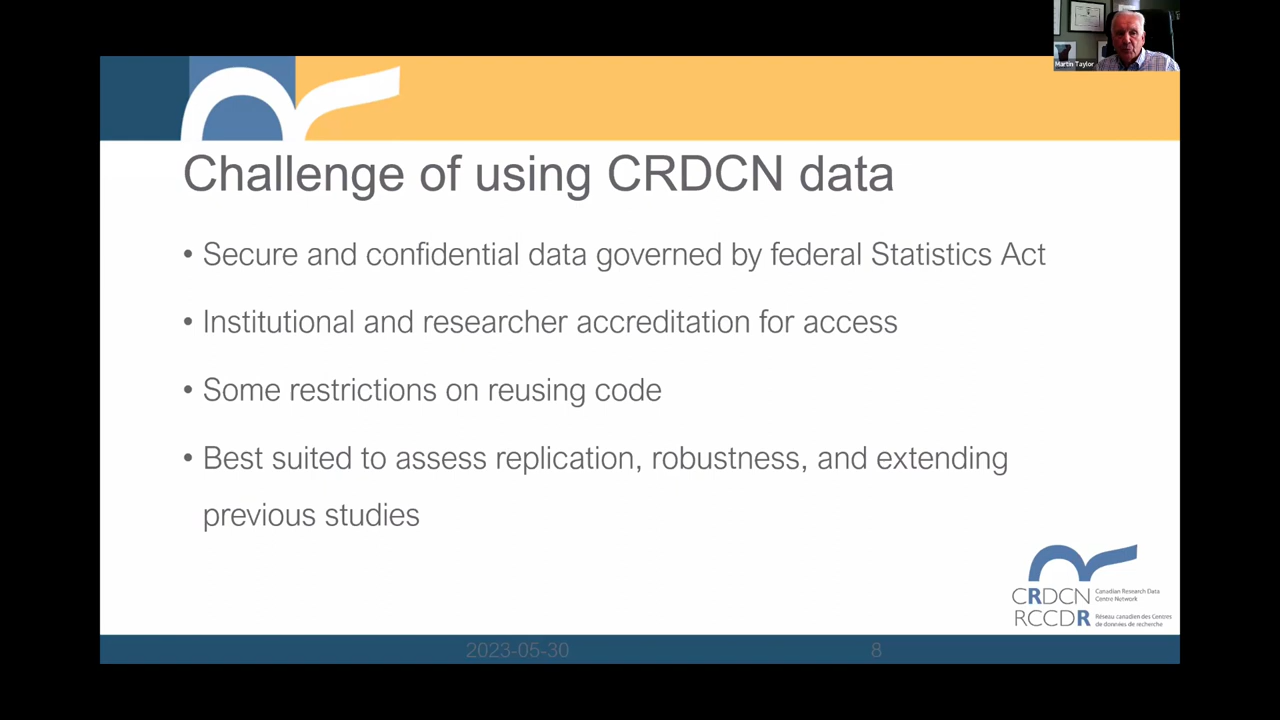 Martin Taylor
Challenge of using CRDCN data
• Secure and confidential data governed by federal Statistics Act
• Institutional and researcher accreditation for access
• Some restrictions on reusing code
• Best suited to assess replication, robustness, and extending
previous studies
CRDCN Canadian Research Data
Centre Network
RCCDR Réseau canadien des Centres
de données de recherche
2023-05-30 8